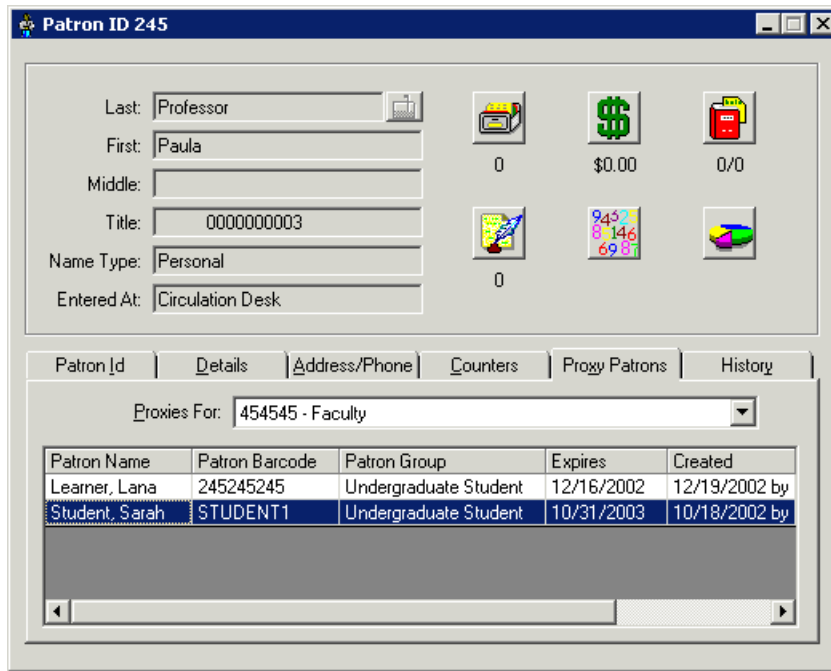 Patron ID 245
Last: Professor
First: Paula
Middle:
Title: 0000000003
Name Type: Personal
Entered At: Circulation Desk
0 $0.00 0/0
0
Patron Id Details Address/Phone Counters Proxy Patrons History
Proxies For: 454545 - Faculty
Patron Name Patron Barcode Patron Group Expires Created
Learner, Lana 245245245 Undergraduate Student 12/16/2002 12/19/2002 by
Student, Sarah STUDENT1 Undergraduate Student 10/31/2003 10/18/2002 by